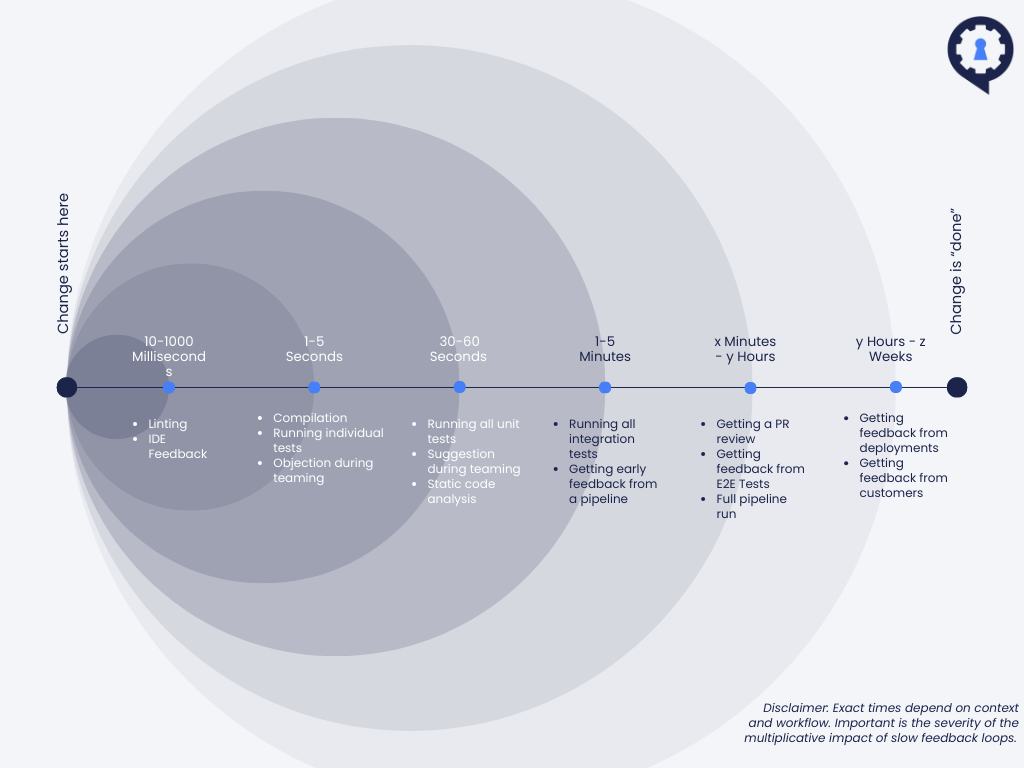 Change starts here
Change is “done”
10-1000
Millisecond
s
1-5
Seconds
30-60
Seconds
1-5
Minutes
x Minutes
- y Hours
y Hours - z
Weeks
• Linting
• IDE
Feedback
• Compilation
• Running individual
tests
• Objection during
teaming
• Running all unit
tests
• Suggestion
during teaming
• Static code
analysis
• Running all
integration
tests
• Getting early
feedback from
a pipeline
• Getting a PR
review
• Getting
feedback from
E2E Tests
• Full pipeline
run
• Getting
feedback from
deployments
• Getting
feedback from
customers
Disclaimer: Exact times depend on context
and workflow. Important is the severity of the
multiplicative impact of slow feedback loops.